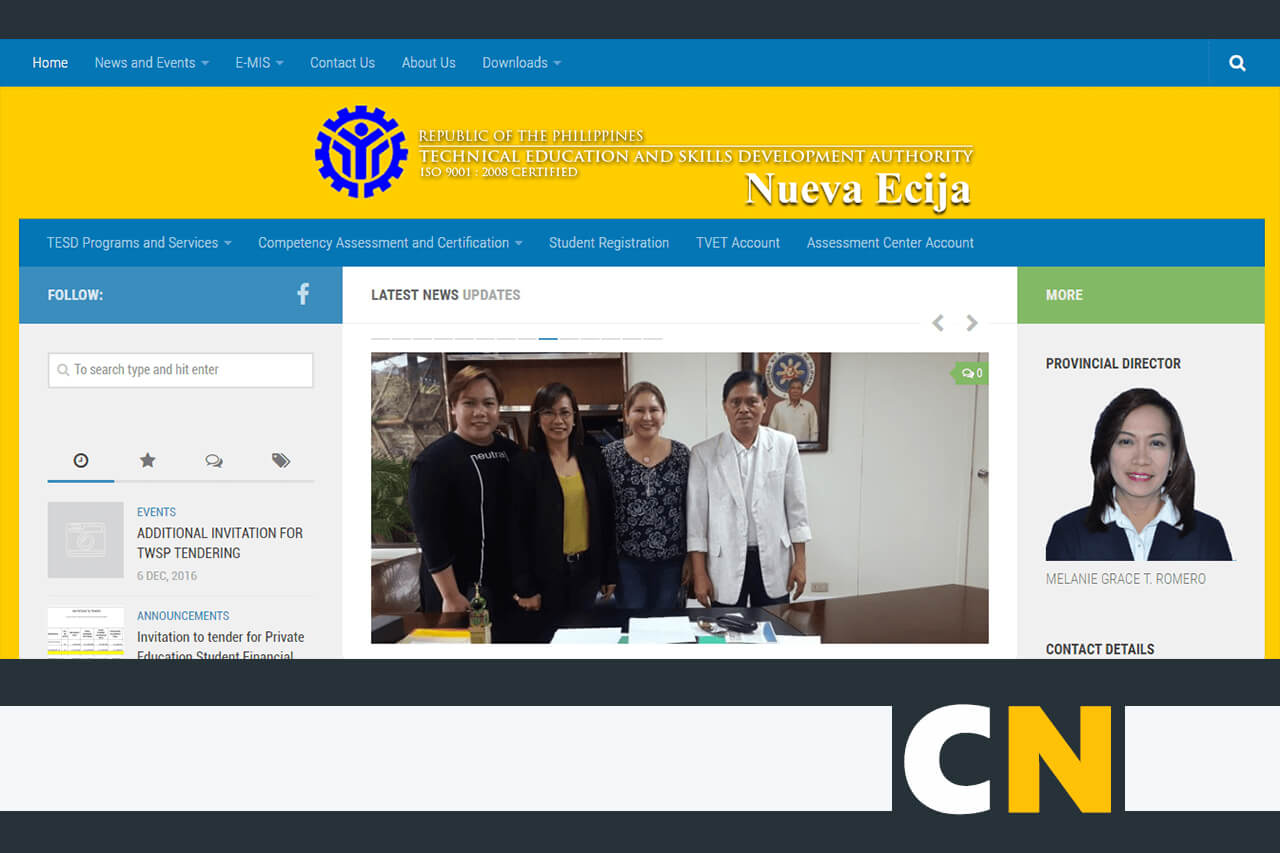 Home News and Events E-MIS Contact Us About Us Downloads
REPUBLIC OF THE PHILIPPINES
TECHNICAL EDUCATION AND SKILLS DEVELOPMENT AUTHORITY
ISO 9001 : 2008 CERTIFIED
Nueva Ecija
TESD Programs and Services Competency Assessment and Certification Student Registration TVET Account Assessment Center Account
FOLLOW:
To search type and hit enter
EVENTS
ADDITIONAL INVITATION FOR
TWSP TENDERING
6 DEC, 2016
ANNOUNCEMENTS
Invitation to tender for Private
Education Student Financial
LATEST NEWS UPDATES
0
neutral
MORE
PROVINCIAL DIRECTOR
MELANIE GRACE T. ROMERO
CONTACT DETAILS
CN